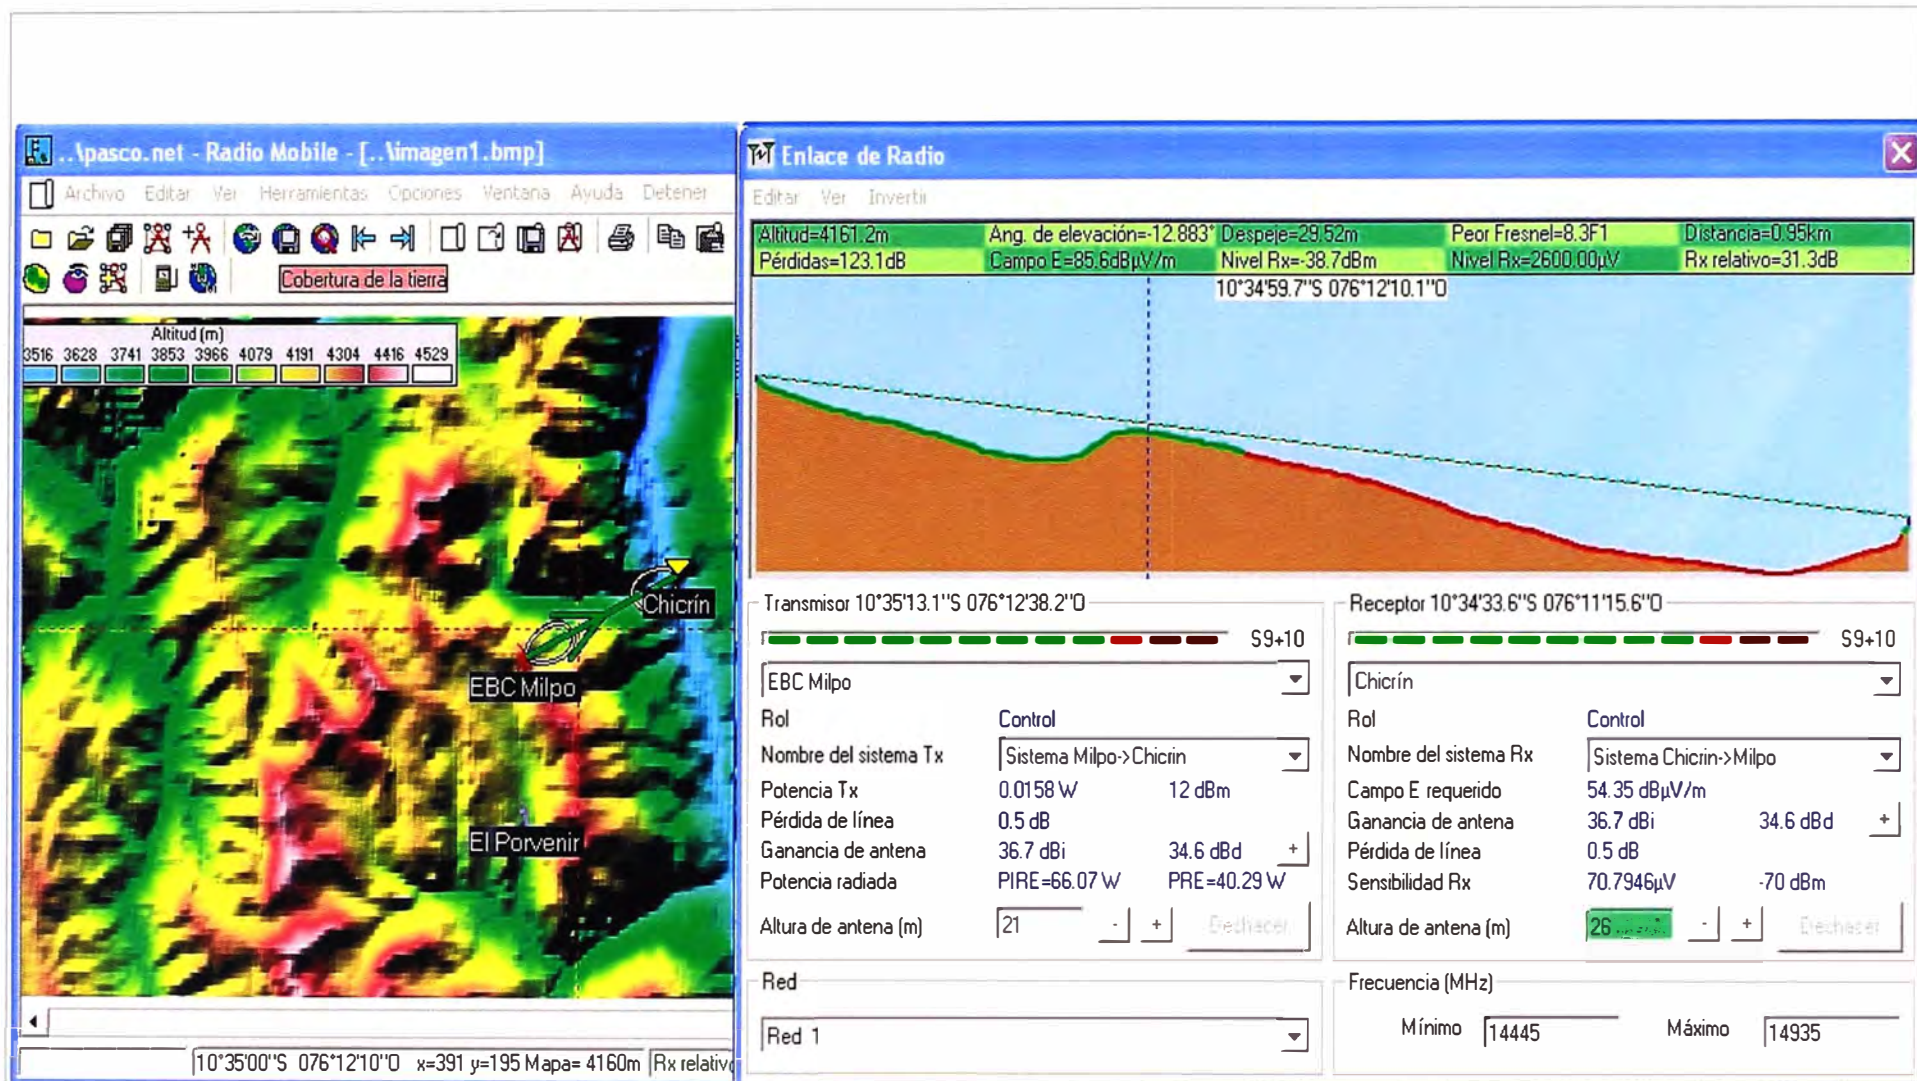 ..\pasco.net - Radio Mobile - [..\imagen1.bmp]
Archivo Editar Ver Herramientas Opciones Ventana Ayuda Detener
Cobertura de la tierra
Altitud (m)
3516 3628 3741 3853 3966 4079 4191 4304 4416 4529
Chicrín
EBC Milpo
El Porvenir
10°35'00''S 076°12'10''O x=391 y=195 Mapa= 4160m Rx relativo
Enlace de Radio
Editar Ver Invertir
Altitud=4161.2m Ang. de elevación=-12.883° Despeje=29.52m Peor Fresnel=8.3F1 Distancia=0.95km
Pérdidas=123.1dB Campo E=85.6dBµV/m Nivel Rx=-38.7dBm Nivel Rx=2600.00µV Rx relativo=31.3dB
10°34'59.7''S 076°12'10.1''O
Transmisor 10°35'13.1''S 076°12'38.2''O
S9+10
EBC Milpo
Rol Control
Nombre del sistema Tx Sistema Milpo->Chicrin
Potencia Tx 0.0158 W 12 dBm
Pérdida de línea 0.5 dB
Ganancia de antena 36.7 dBi 34.6 dBd +
Potencia radiada PIRE=66.07 W PRE=40.29 W
Altura de antena (m) 21 - + Deshacer
Red
Red 1
Receptor 10°34'33.6''S 076°11'15.6''O
S9+10
Chicrín
Rol Control
Nombre del sistema Rx Sistema Chicrin->Milpo
Campo E requerido 54.35 dBµV/m
Ganancia de antena 36.7 dBi 34.6 dBd +
Pérdida de línea 0.5 dB
Sensibilidad Rx 70.7946µV -70 dBm
Altura de antena (m) 26 - + Deshacer
Frecuencia (MHz)
Mínimo 14445 Máximo 14935